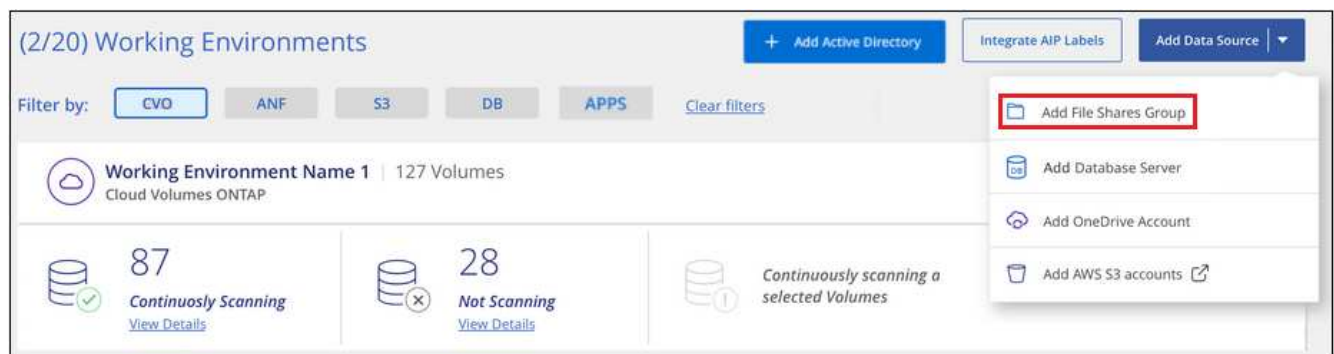 (2/20) Working Environments
+ Add Active Directory
Integrate AIP Labels
Add Data Source
Filter by:
CVO
ANF
S3
DB
APPS
Clear filters
Add File Shares Group
DB
Add Database Server
Add OneDrive Account
Add AWS S3 accounts
Working Environment Name 1 | 127 Volumes
Cloud Volumes ONTAP
87
Continuosly Scanning
View Details
28
Not Scanning
View Details
Continuously scanning a
selected Volumes